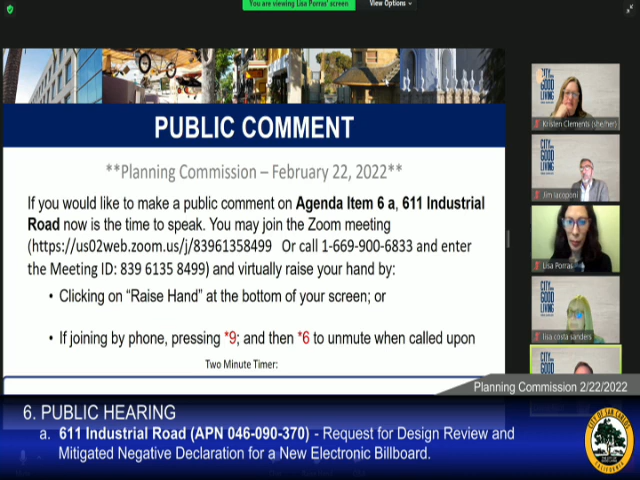 You are viewing Lisa Porras' screen
View Options
PUBLIC COMMENT
**Planning Commission – February 22, 2022**
If you would like to make a public comment on Agenda Item 6 a, 611 Industrial
Road now is the time to speak. You may join the Zoom meeting
(https://us02web.zoom.us/j/83961358499 Or call 1-669-900-6833 and enter
the Meeting ID: 839 6135 8499) and virtually raise your hand by:
• Clicking on “Raise Hand” at the bottom of your screen; or
• If joining by phone, pressing *9; and then *6 to unmute when called upon
Two Minute Timer:
CITY
GOOD
LIVING
Kristen Clements (she/her)
CITY
GOOD
LIVING
Jim Iacoponi
Lisa Porras
CITY
GOOD
LIVING
lisa costa sanders
CITY
GOOD
Planning Commission 2/22/2022
6. PUBLIC HEARING
a. 611 Industrial Road (APN 046-090-370) - Request for Design Review and
Mitigated Negative Declaration for a New Electronic Billboard.
CITY OF SAN CARLOS
CALIFORNIA